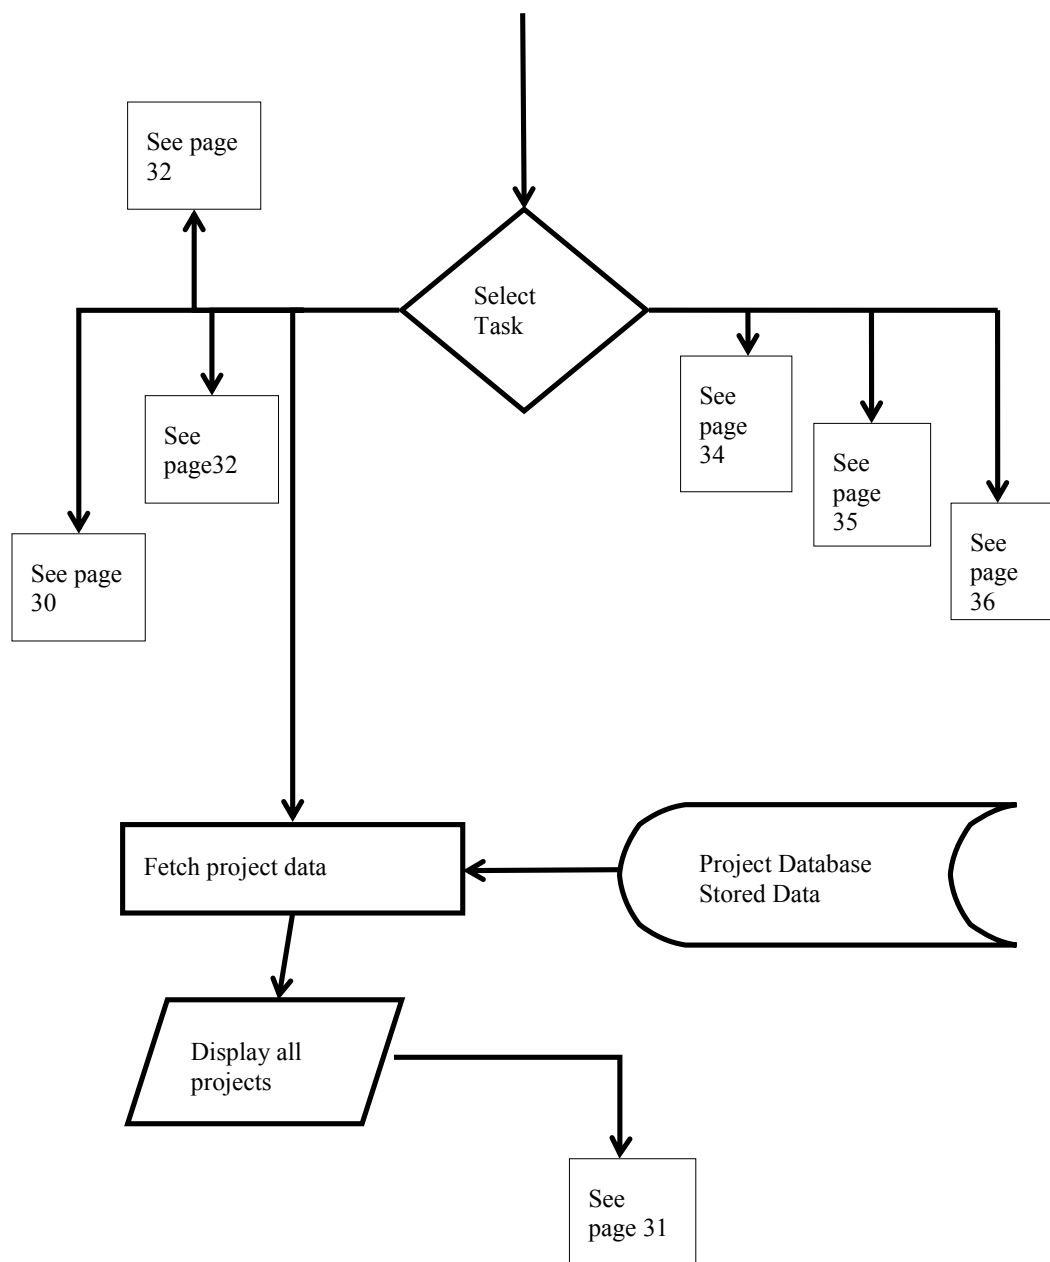 See page
32
Select
Task
See
page32
See
page
34
See
page
35
See
page
36
See page
30
Fetch project data
Project Database
Stored Data
Display all
projects
See
page 31